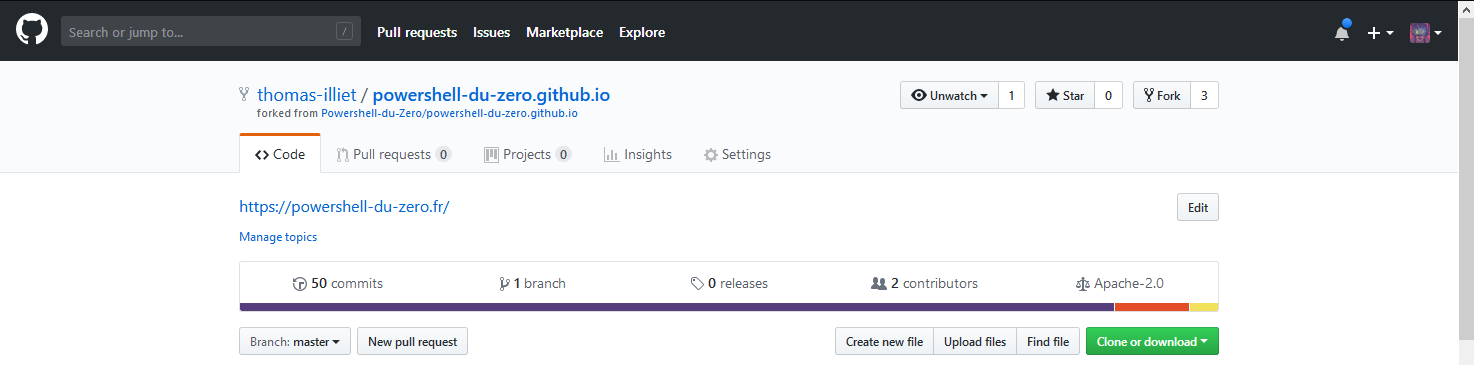 Search or jump to... / Pull requests Issues Marketplace Explore
thomas-illiet / powershell-du-zero.github.io Unwatch 1 Star 0 Fork 3
forked from Powershell-du-Zero/powershell-du-zero.github.io
Code Pull requests 0 Projects 0 Insights Settings
https://powershell-du-zero.fr/ Edit
Manage topics
50 commits 1 branch 0 releases 2 contributors Apache-2.0
Branch: master New pull request Create new file Upload files Find file Clone or download